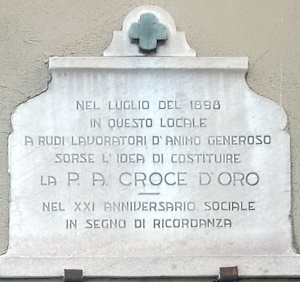 NEL LUGLIO DEL 1898
IN QUESTO LOCALE
A RUDI LAVORATORI D'ANIMO GENEROSO
SORSE L'IDEA DI COSTITUIRE
LA P. A. CROCE D'ORO
NEL XXI ANNIVERSARIO SOCIALE
IN SEGNO DI RICORDANZA